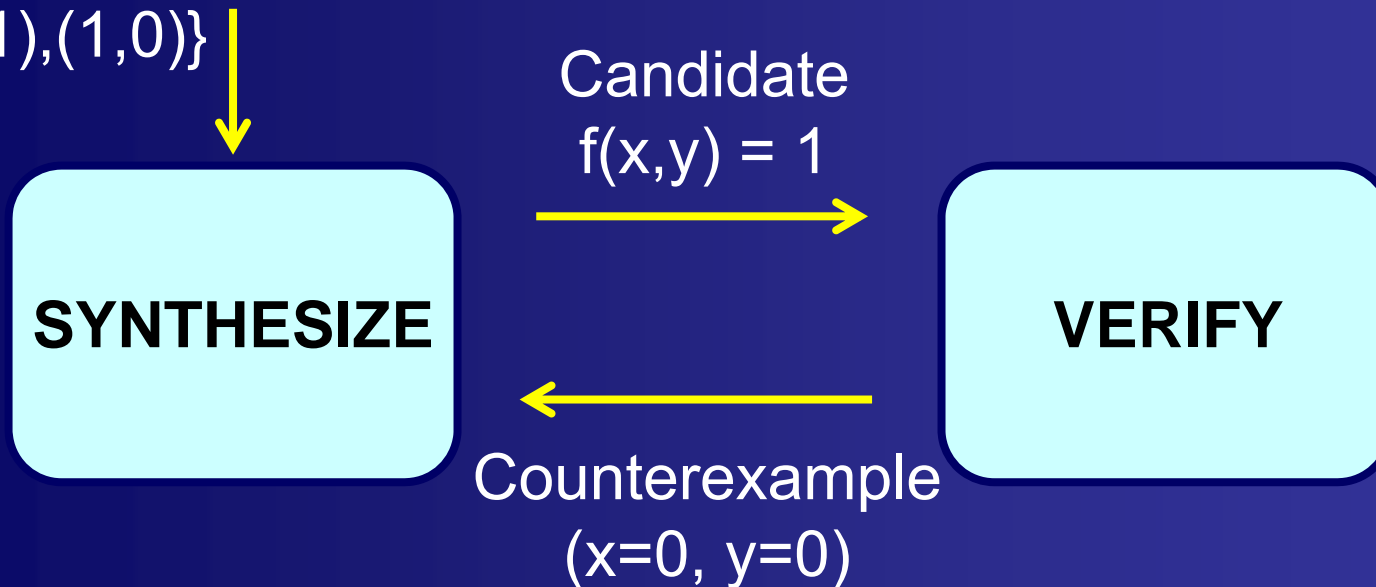 1),(1,0)}
Candidate
f(x,y) = 1
SYNTHESIZE
VERIFY
Counterexample
(x=0, y=0)